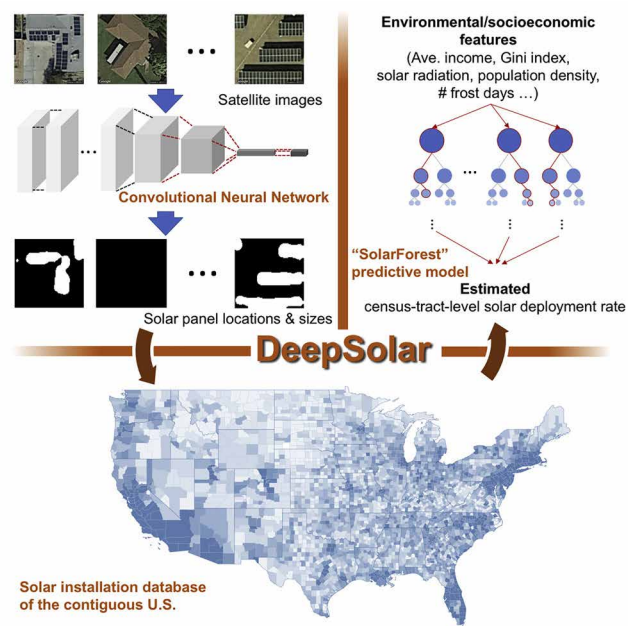 Satellite images
Convolutional Neural Network
Solar panel locations & sizes
Environmental/socioeconomic
features
(Ave. income, Gini index,
solar radiation, population density,
# frost days ...)
"SolarForest"
predictive model
Estimated
census-tract-level solar deployment rate
DeepSolar
Solar installation database
of the contiguous U.S.